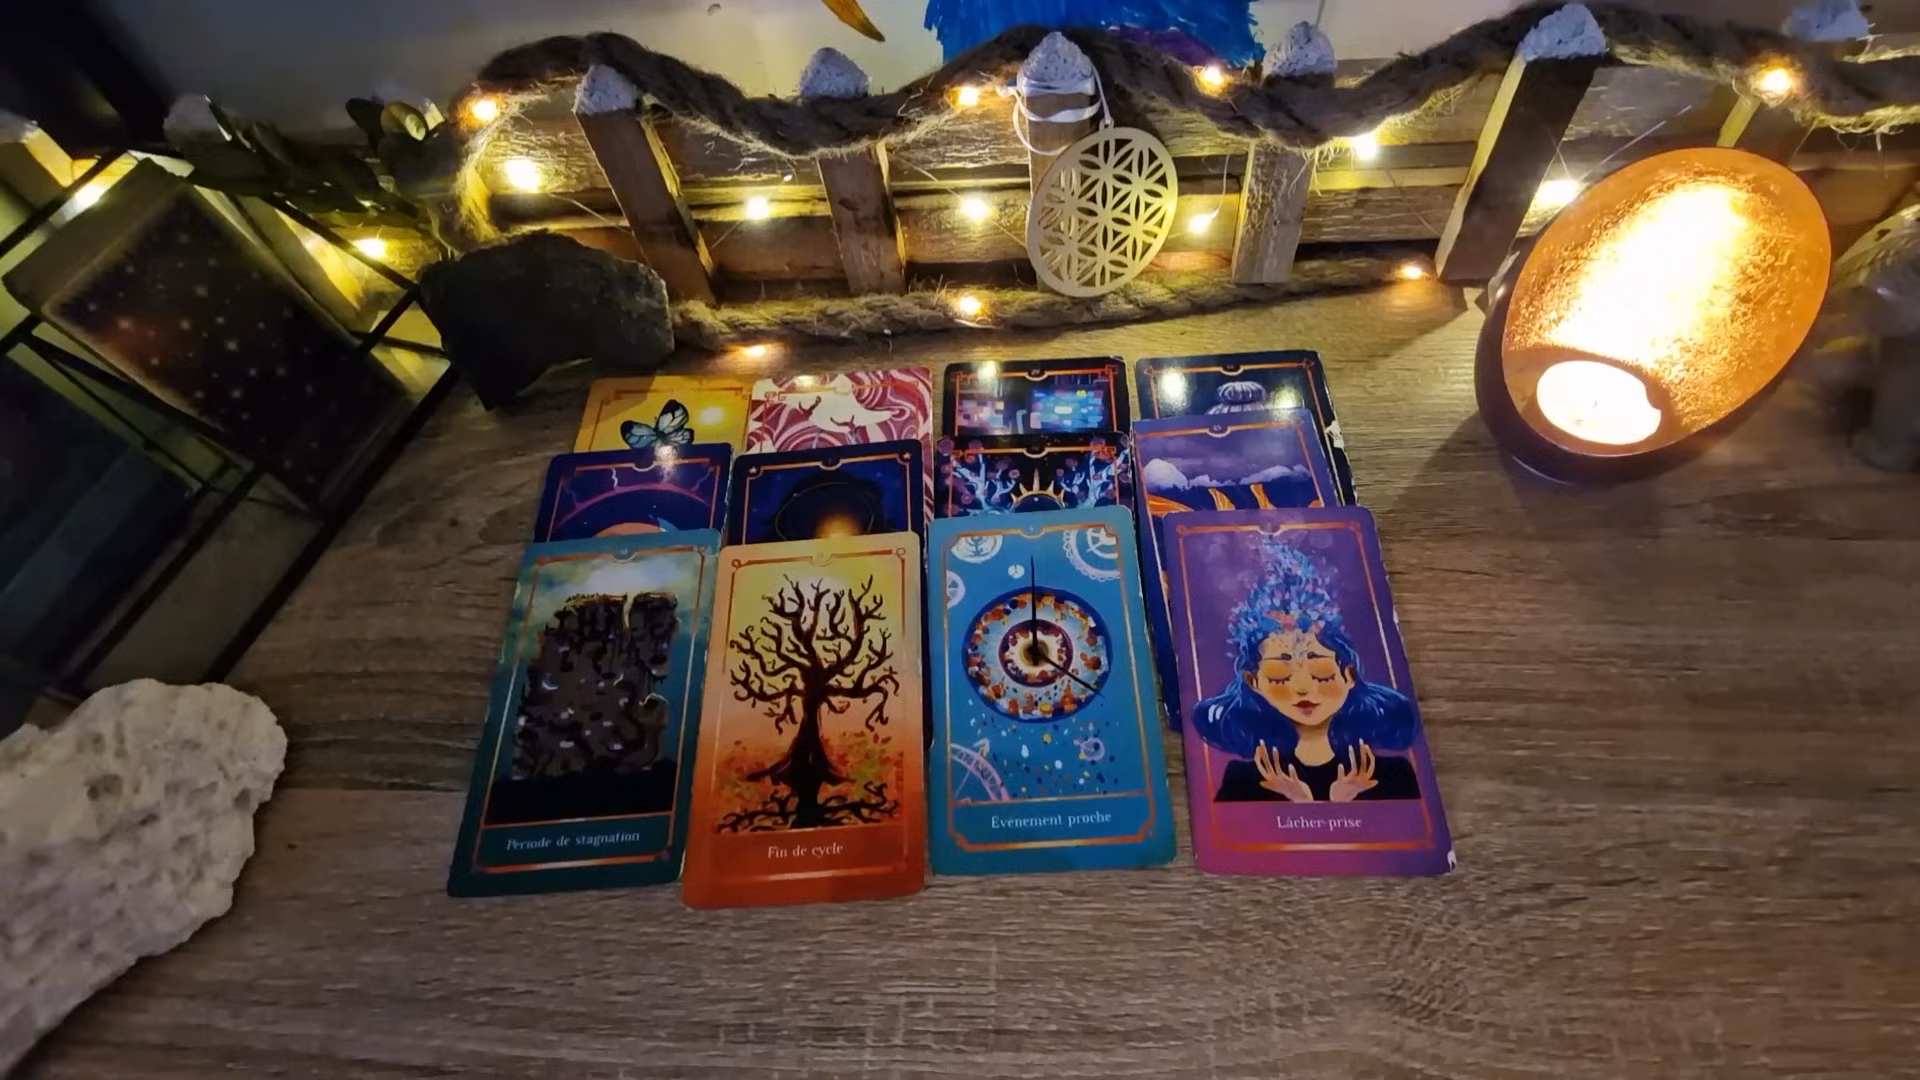 Période de stagnation
Fin de cycle
Événement proche
Lâcher-prise